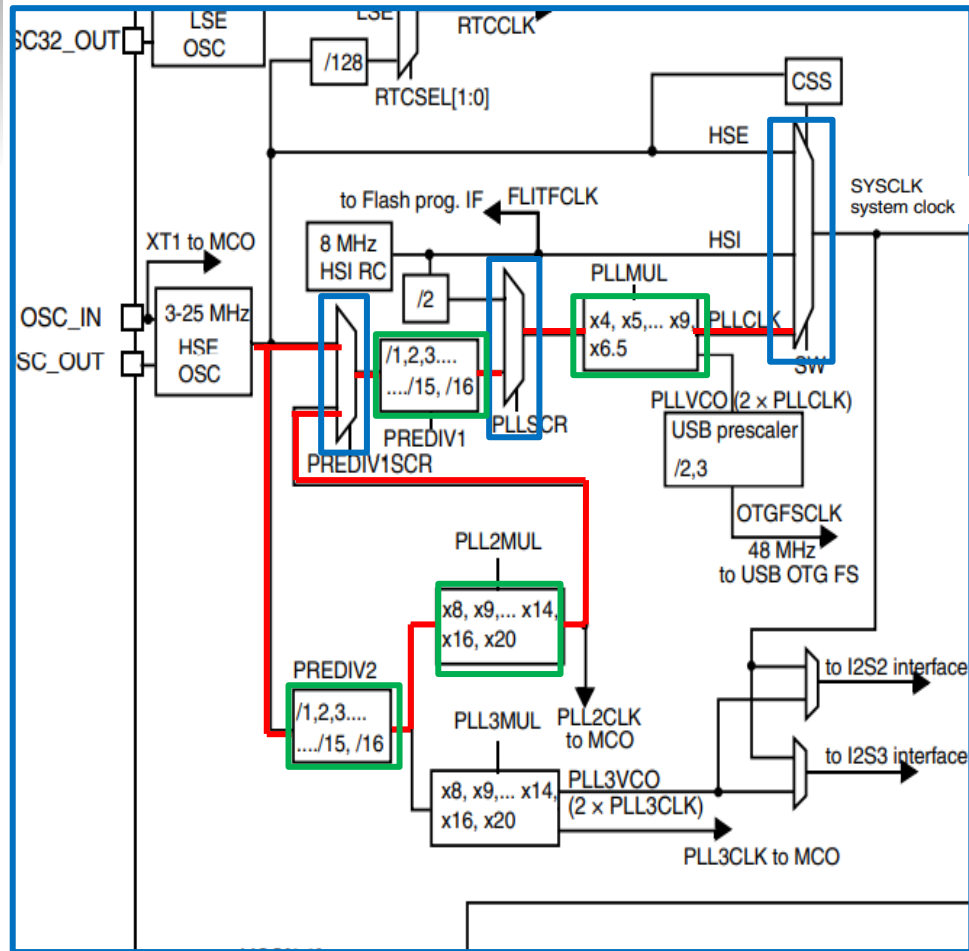 LSE
OSC
SC32_OUT
LSE
RTCCLK
/128
RTCSEL[1:0]
CSS
HSE
to Flash prog. IF
FLITFCLK
SYSCLK
system clock
XT1 to MCO
8 MHz
HSI RC
HSI
/2
PLLMUL
OSC_IN
3-25 MHz
x4, x5,... x9,
x6.5
PLLCLK
SC_OUT
HSE
OSC
/1,2,3....
..../15, /16
SW
PLLSCR
PREDIV1
PREDIV1SCR
PLLVCO (2 × PLLCLK)
USB prescaler
/2,3
OTGFSCLK
48 MHz
to USB OTG FS
PLL2MUL
x8, x9,... x14,
x16, x20
PREDIV2
/1,2,3....
..../15, /16
PLL2CLK
to MCO
to I2S2 interface
PLL3MUL
x8, x9,... x14,
x16, x20
PLL3VCO
(2 × PLL3CLK)
to I2S3 interface
PLL3CLK to MCO